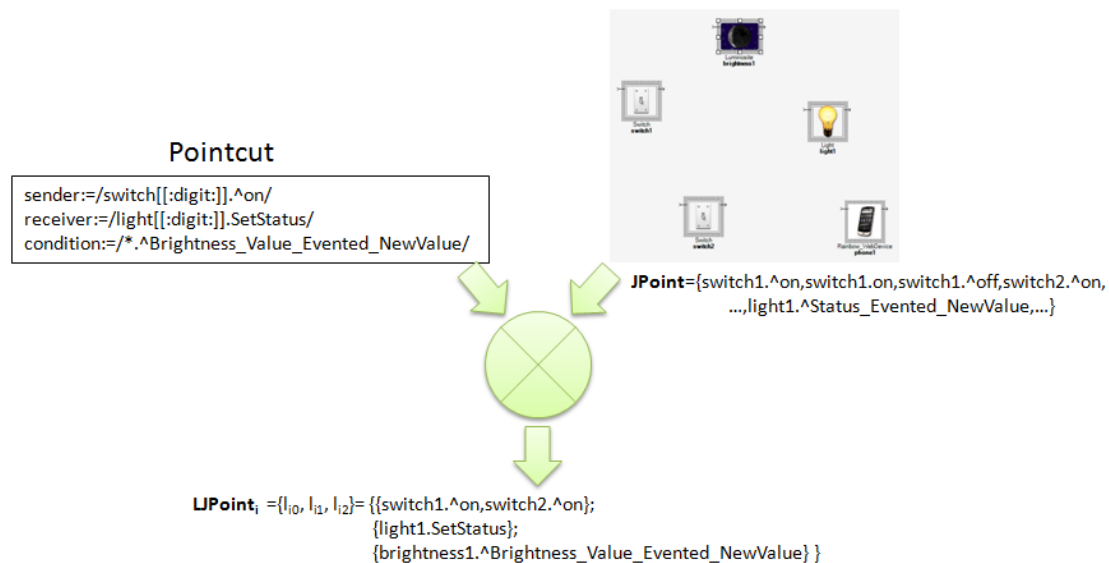 Luminosite
brightness1
Switch
switch1
Light
light1
Switch
switch2
Rainbow_WebDevice
phone1
Pointcut
sender:=/switch[[:digit:]].^on/
receiver:=/light[[:digit:]].SetStatus/
condition:=/*.^Brightness_Value_Evented_NewValue/
JPoint={switch1.^on,switch1.on,switch1.^off,switch2.^on,
...,light1.^Status_Evented_NewValue,...}
LJPointᵢ ={lᵢ₀, lᵢ₁, lᵢ₂}= {{switch1.^on,switch2.^on};
{light1.SetStatus};
{brightness1.^Brightness_Value_Evented_NewValue} }